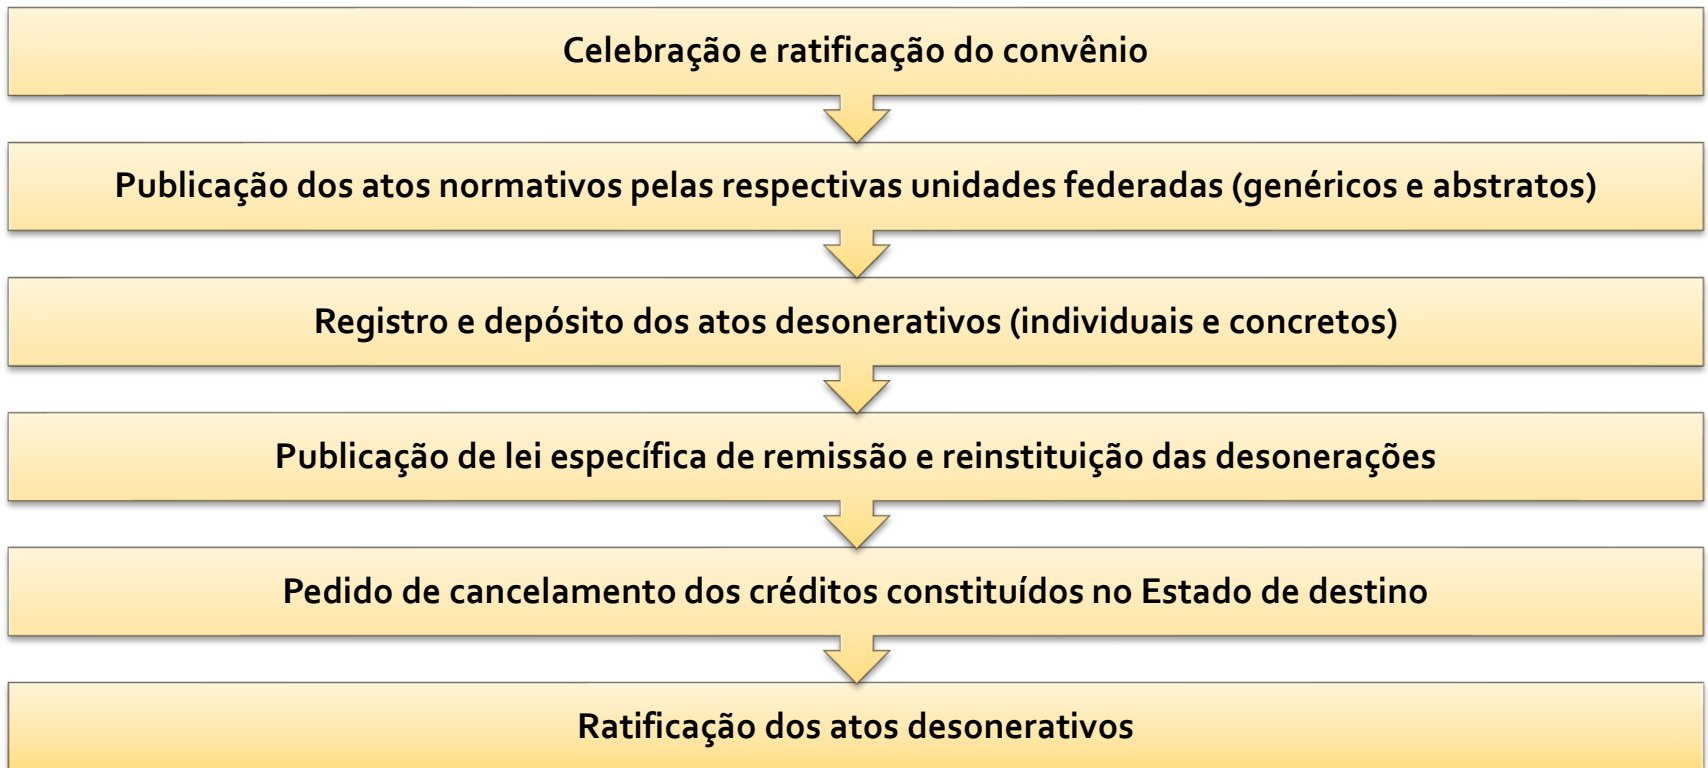 Celebração e ratificação do convênio
Publicação dos atos normativos pelas respectivas unidades federadas (genéricos e abstratos)
Registro e depósito dos atos desonerativos (individuais e concretos)
Publicação de lei específica de remissão e reinstituição das desonerações
Pedido de cancelamento dos créditos constituídos no Estado de destino
Ratificação dos atos desonerativos